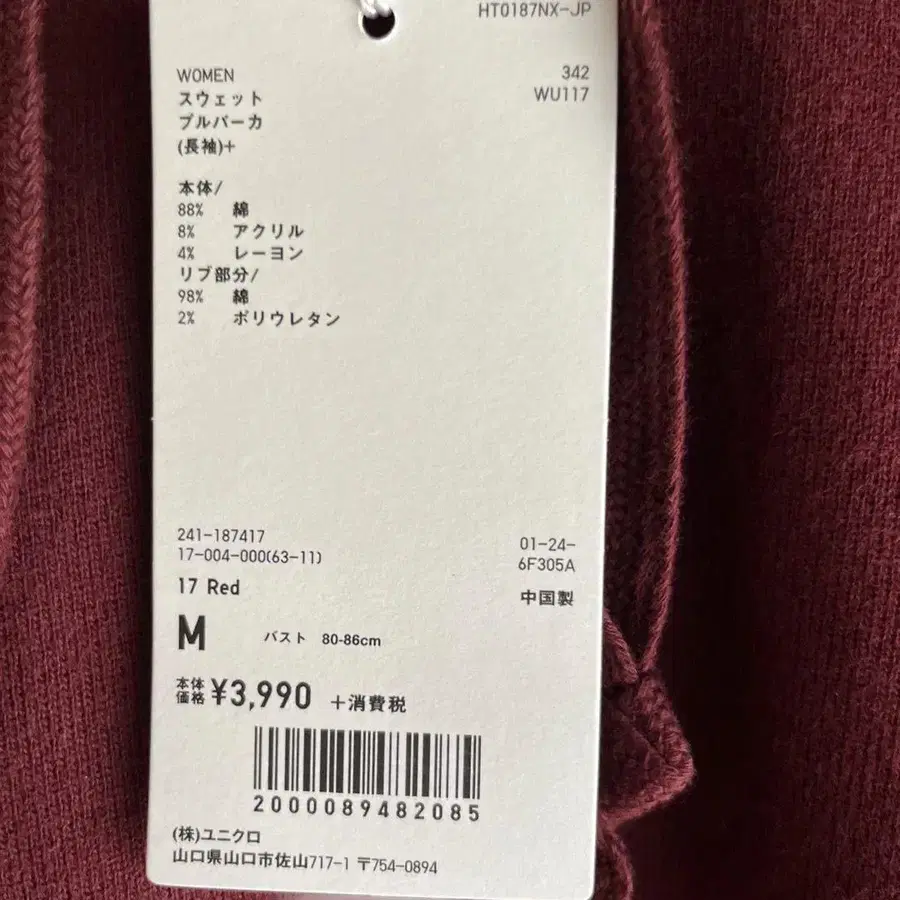 HT0187NX-JP
WOMEN 342
スウェット WU117
プルパーカ
(長袖)+
本体/
88% 綿
8% アクリル
4% レーヨン
リブ部分/
98% 綿
2% ポリウレタン
241-187417
17-004-000(63-11) 01-24-
6F305A
17 Red
中国製
M バスト 80-86cm
本体価格 ¥3,990 +消費税
2000089482085
(株)ユニクロ
山口県山口市佐山717-1 〒754-0894